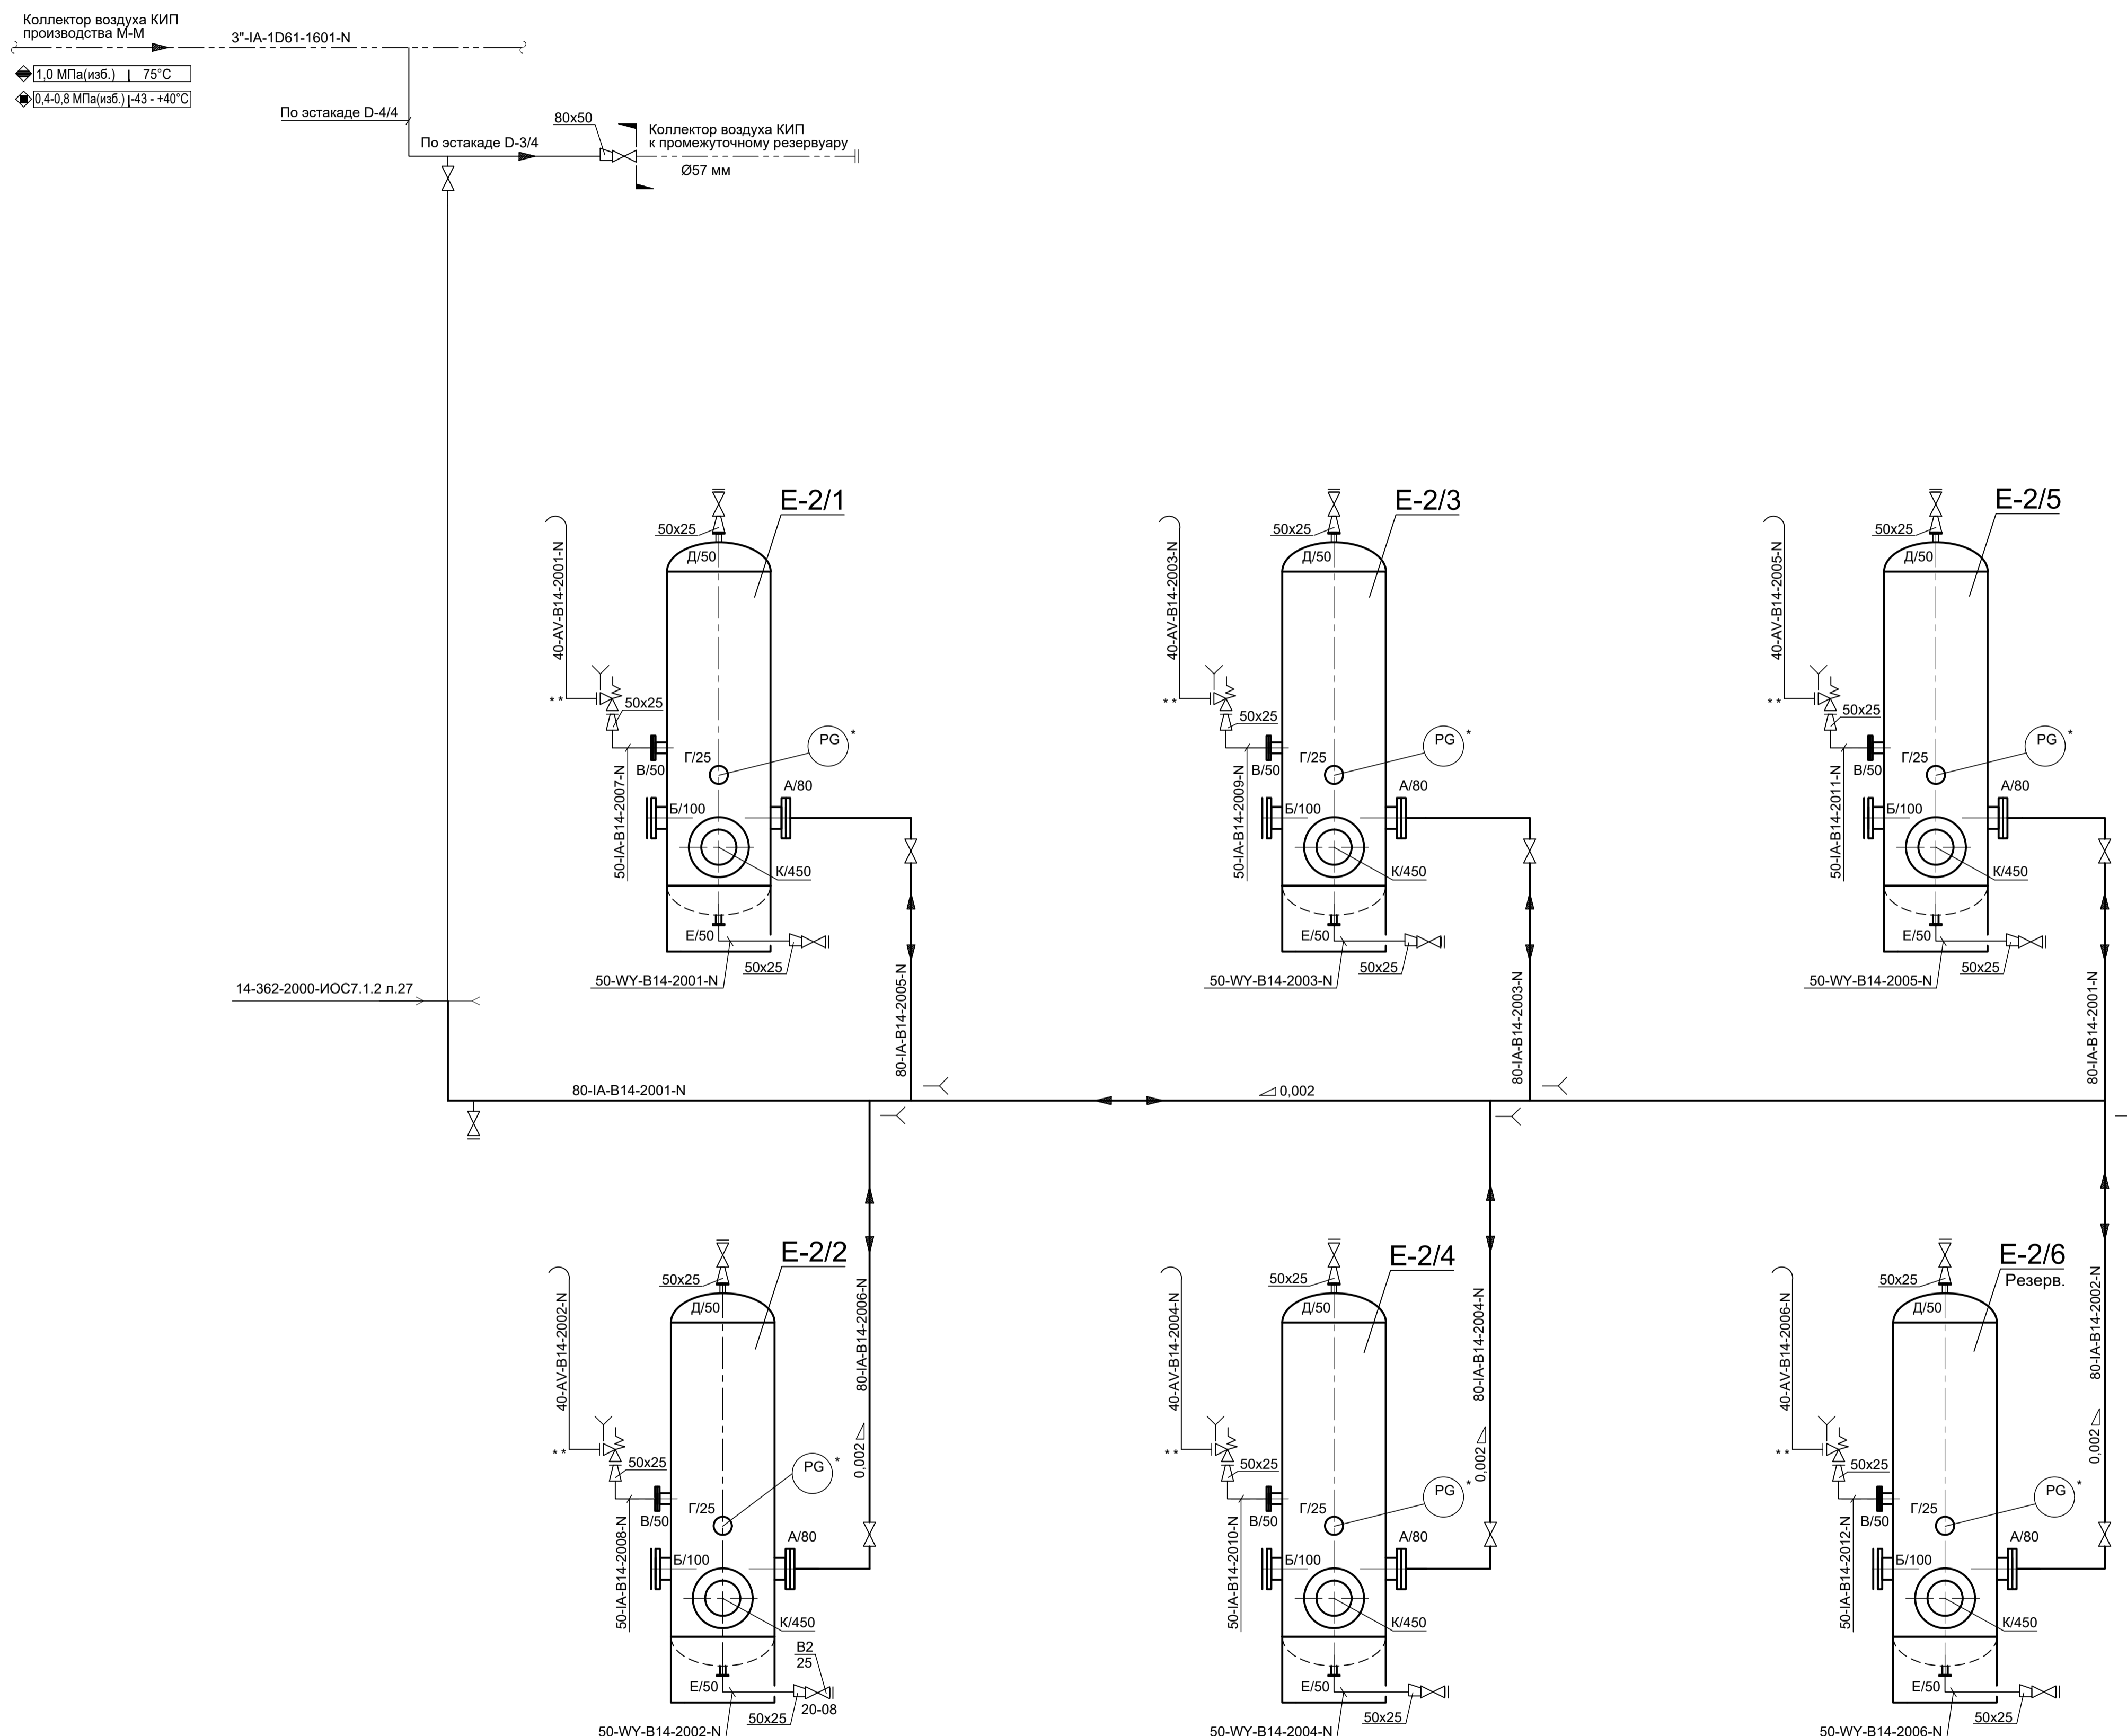 Коллектор воздуха КИП
производства М-М
3"-IA-1D61-1601-N
1,0 МПа(изб.) 75°C
0,4-0,8 МПа(изб.) -43 - +40°C
По эстакаде D-4/4
По эстакаде D-3/4
80x50
Коллектор воздуха КИП
к промежуточному резервуару
Ø57 мм
E-2/1
50x25
Д/50
40-AV-B14-2001-N
* *
50x25
В/50
50-IA-B14-2007-N
Г/25
PG *
А/80
Б/100
К/450
Е/50
50x25
50-WY-B14-2001-N
80-IA-B14-2005-N
E-2/3
50x25
Д/50
40-AV-B14-2003-N
* *
50x25
В/50
50-IA-B14-2009-N
Г/25
PG *
А/80
Б/100
К/450
Е/50
50x25
50-WY-B14-2003-N
80-IA-B14-2003-N
E-2/5
50x25
Д/50
40-AV-B14-2005-N
* *
50x25
В/50
50-IA-B14-2011-N
Г/25
PG *
А/80
Б/100
К/450
Е/50
50x25
50-WY-B14-2005-N
80-IA-B14-2001-N
14-362-2000-ИОС7.1.2 л.27
80-IA-B14-2001-N
0,002
E-2/2
50x25
Д/50
40-AV-B14-2002-N
* *
50x25
В/50
50-IA-B14-2008-N
Г/25
PG *
А/80
Б/100
К/450
В2
25
Е/50
50x25
20-08
50-WY-B14-2002-N
80-IA-B14-2006-N
0,002
E-2/4
50x25
Д/50
40-AV-B14-2004-N
* *
50x25
В/50
50-IA-B14-2010-N
Г/25
PG *
А/80
Б/100
К/450
Е/50
50x25
50-WY-B14-2004-N
80-IA-B14-2004-N
0,002
E-2/6
Резерв.
50x25
Д/50
40-AV-B14-2006-N
* *
50x25
В/50
50-IA-B14-2012-N
Г/25
PG *
А/80
Б/100
К/450
Е/50
50x25
50-WY-B14-2006-N
80-IA-B14-2002-N
0,002